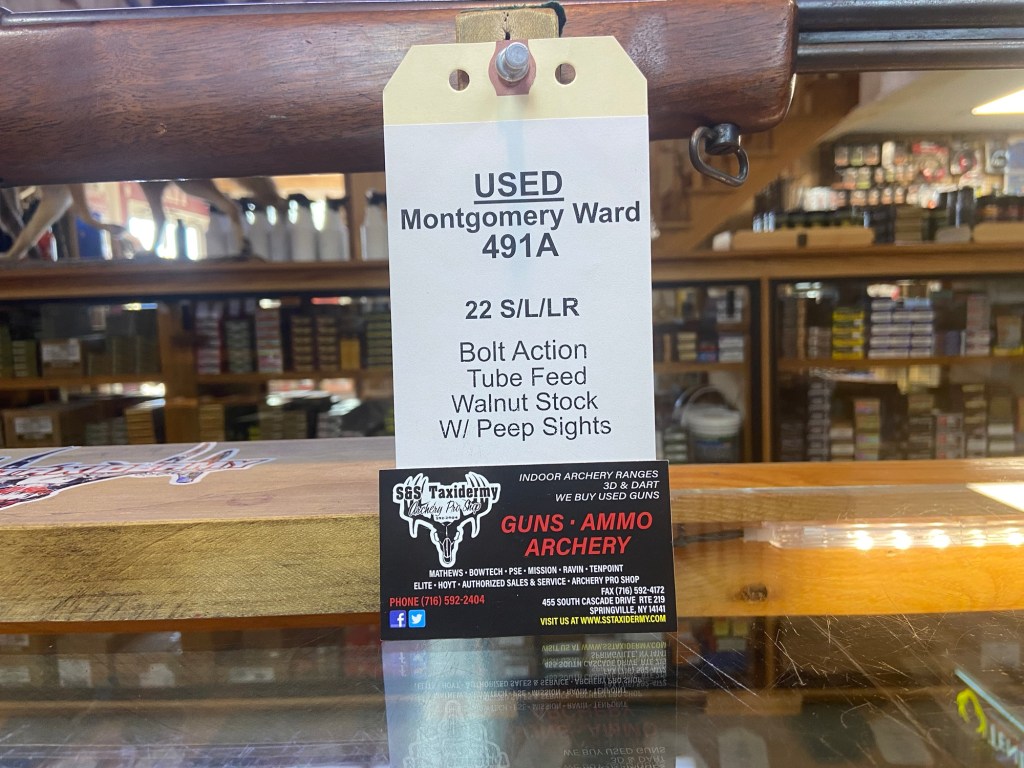 USED
Montgomery Ward
491A
22 S/L/LR
Bolt Action
Tube Feed
Walnut Stock
W/ Peep Sights
S&S Taxidermy
Archery Pro Shop
INDOOR ARCHERY RANGES
3D & DART
WE BUY USED GUNS
GUNS · AMMO
ARCHERY
MATHEWS • BOWTECH • PSE • MISSION • RAVIN • TENPOINT
ELITE • HOYT • AUTHORIZED SALES & SERVICE • ARCHERY PRO SHOP
PHONE (716) 592-2404
FAX (716) 592-4172
455 SOUTH CASCADE DRIVE RTE 219
SPRINGVILLE, NY 14141
VISIT US AT WWW.SSTAXIDERMY.COM